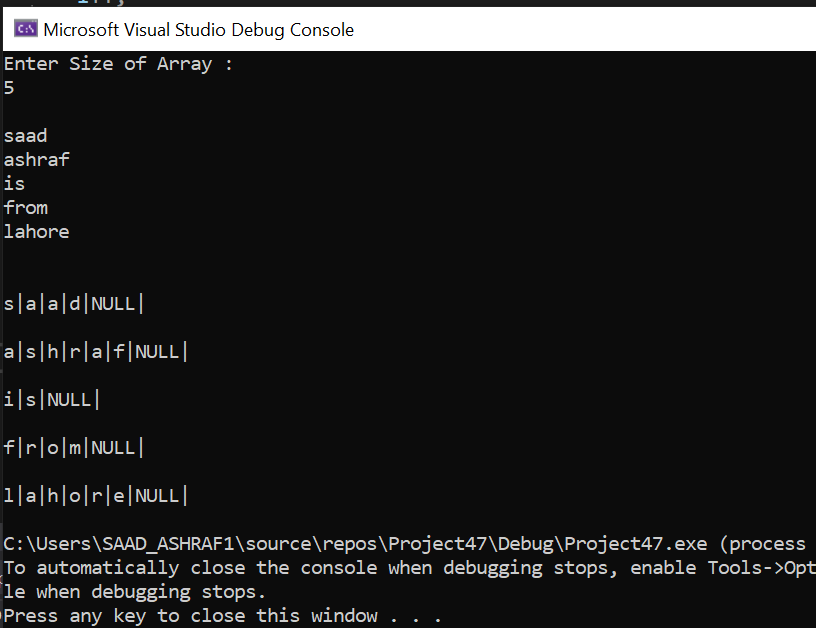 Microsoft Visual Studio Debug Console
Enter Size of Array :
5
saad
ashraf
is
from
lahore
s|a|a|d|NULL|
a|s|h|r|a|f|NULL|
i|s|NULL|
f|r|o|m|NULL|
l|a|h|o|r|e|NULL|
C:\Users\SAAD_ASHRAF1\source\repos\Project47\Debug\Project47.exe (process
To automatically close the console when debugging stops, enable Tools->Opt
le when debugging stops.
Press any key to close this window . . .